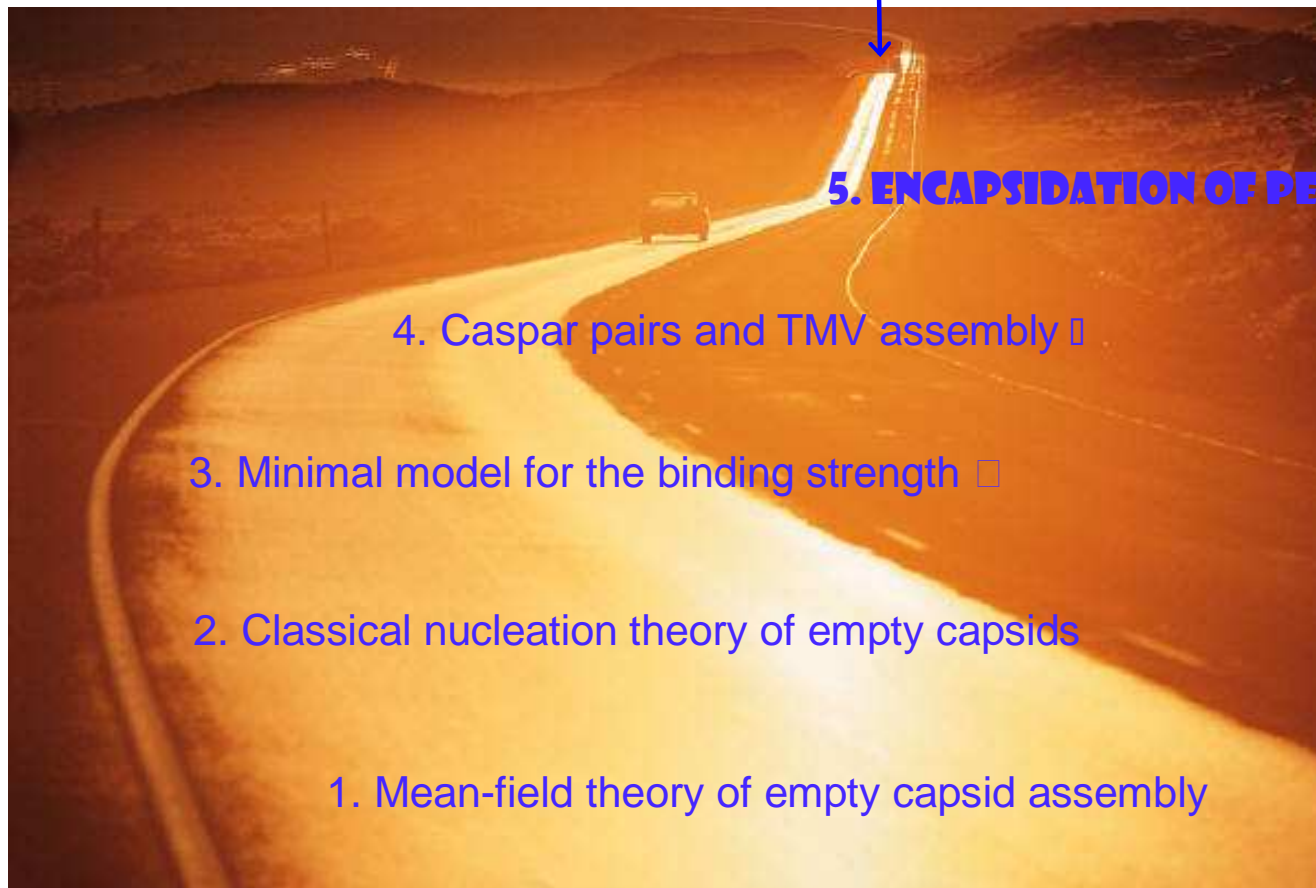 5. ENCAPSIDATION OF PE
4. Caspar pairs and TMV assembly ▯
3. Minimal model for the binding strength □
2. Classical nucleation theory of empty capsids
1. Mean-field theory of empty capsid assembly